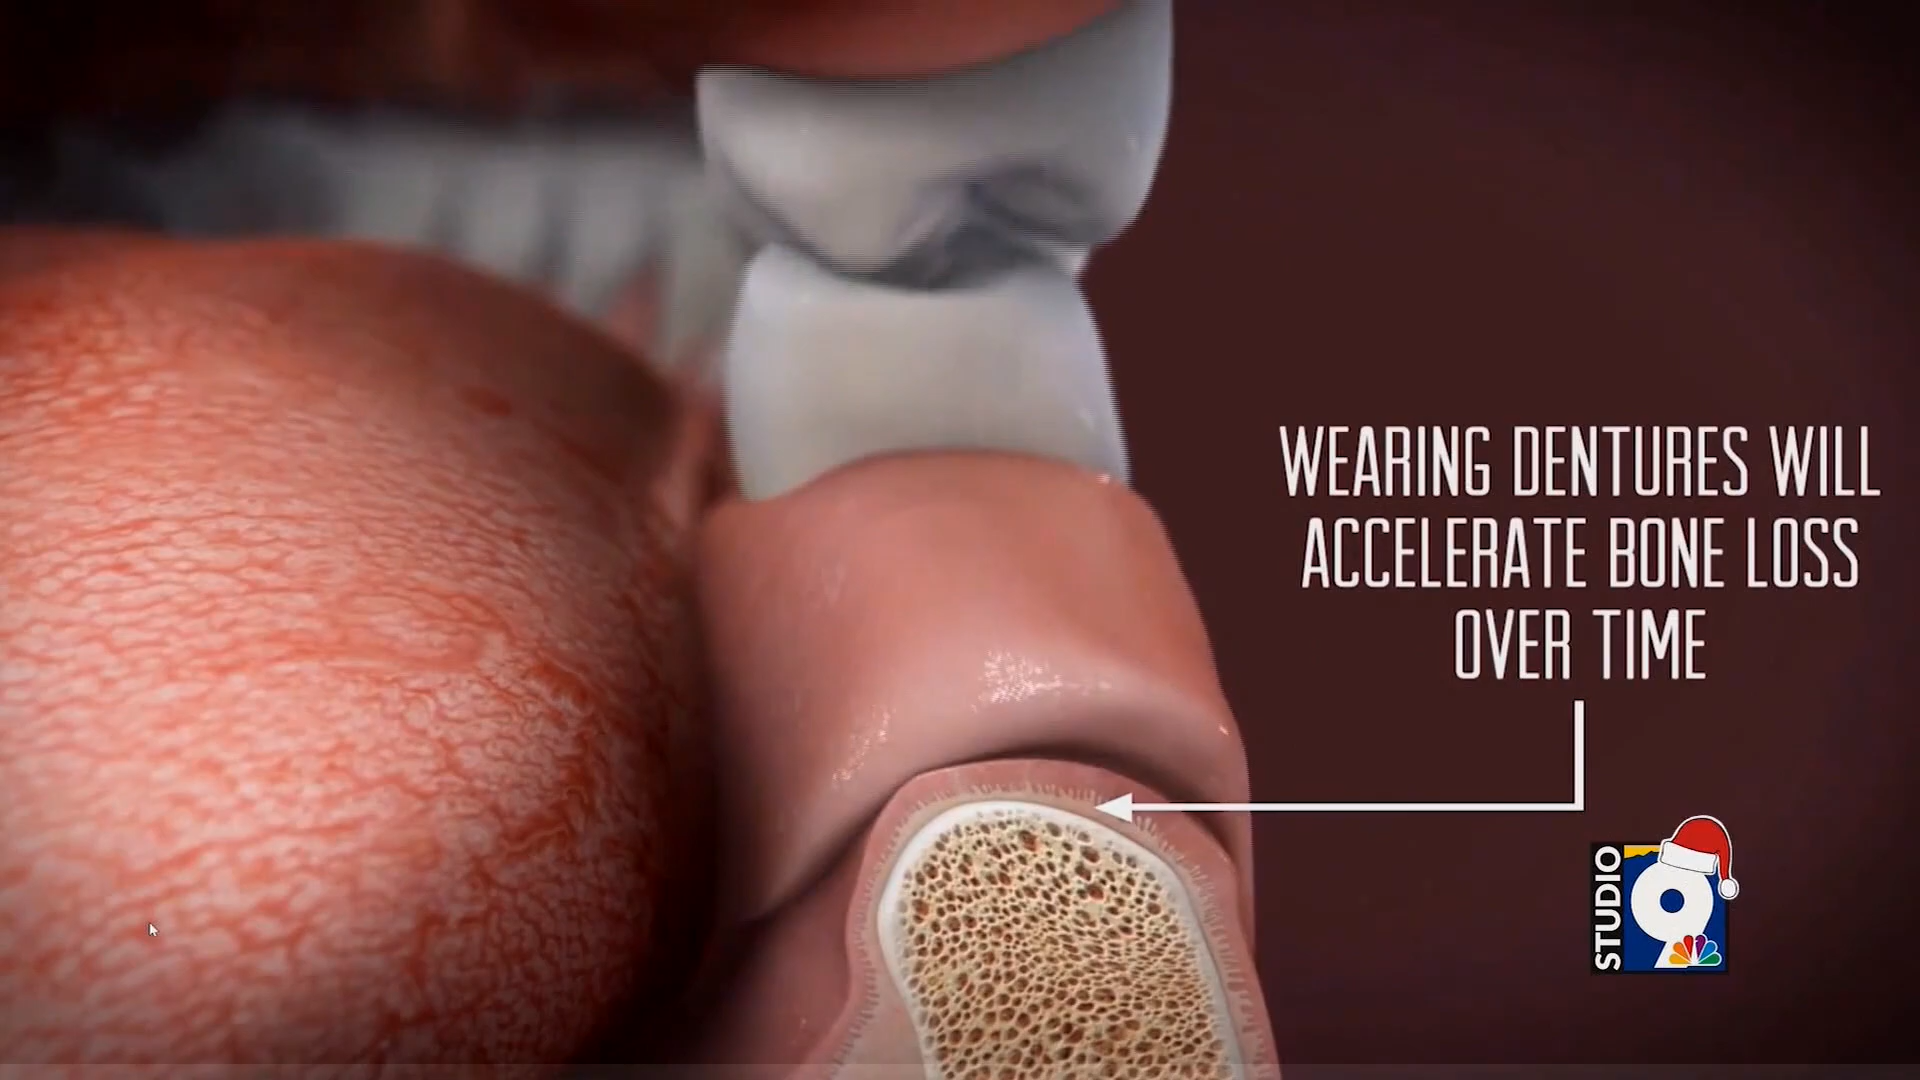 WEARING DENTURES WILL
ACCELERATE BONE LOSS
OVER TIME
STUDIO
9